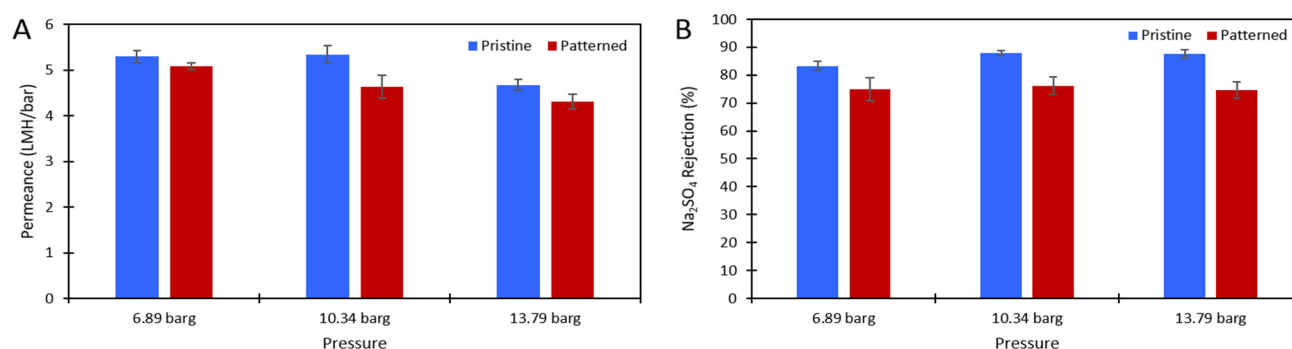 A
Permeance (LMH/bar)
6
5
4
3
2
1
0
Pristine Patterned
6.89 barg 10.34 barg 13.79 barg
Pressure
B
Na₂SO₄ Rejection (%)
100
90
80
70
60
50
40
30
20
10
0
Pristine Patterned
6.89 barg 10.34 barg 13.79 barg
Pressure